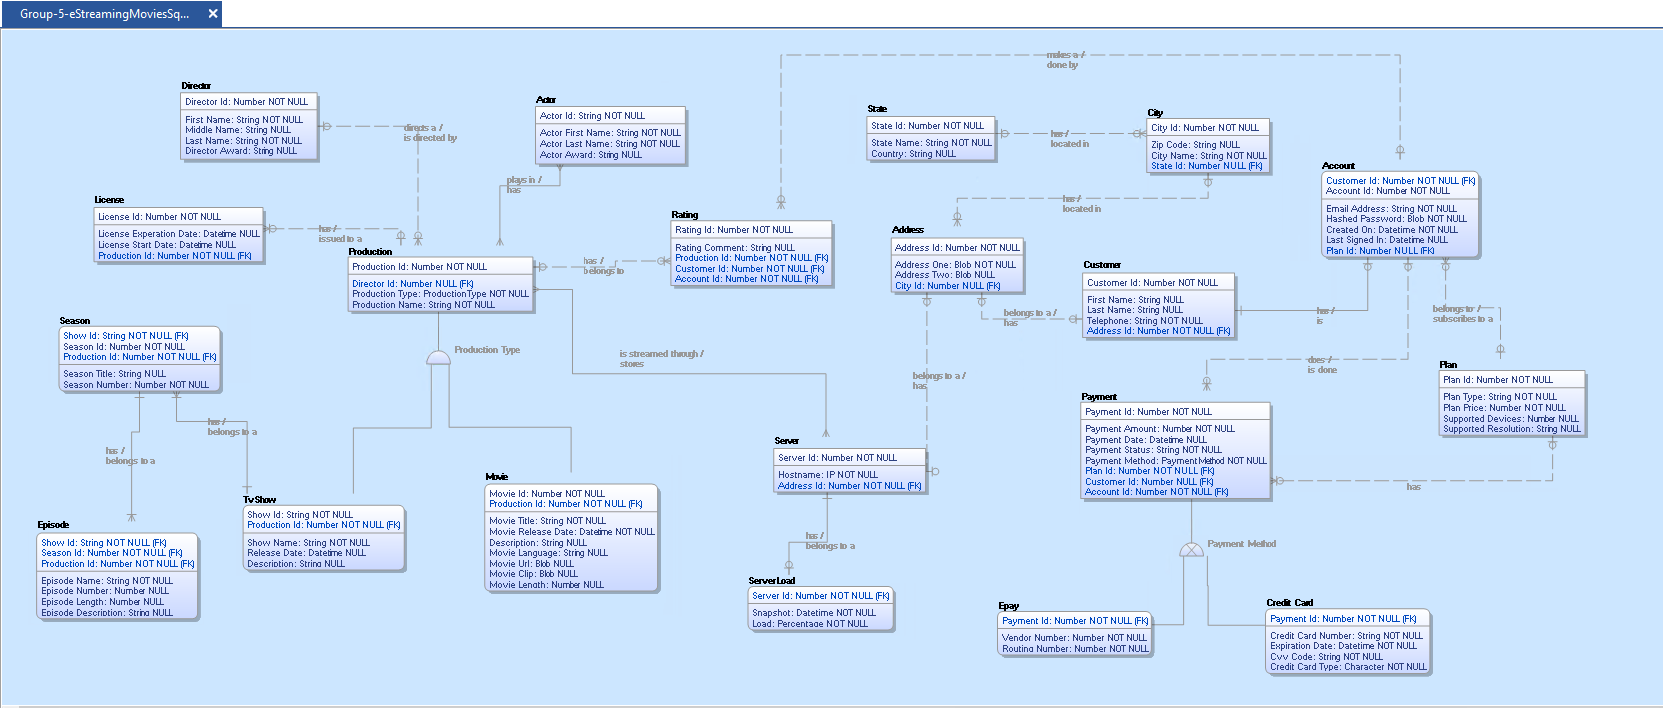 Group-5-eStreamingMoviesSq...
makes a /
done by
Director
Director Id: Number NOT NULL
First Name: String NOT NULL
Middle Name: String NULL
Last Name: String NOT NULL
Director Award: String NULL
directs a /
is directed by
Actor
Actor Id: String NOT NULL
Actor First Name: String NOT NULL
Actor Last Name: String NOT NULL
Actor Award: String NULL
plays in /
has
State
State Id: Number NOT NULL
State Name: String NOT NULL
Country: String NULL
has /
located in
City
City Id: Number NOT NULL
Zip Code: String NULL
City Name: String NOT NULL
State Id: Number NULL (FK)
has /
located in
Account
Customer Id: Number NOT NULL (FK)
Account Id: Number NOT NULL
Email Address: String NOT NULL
Hashed Password: Blob NOT NULL
Created On: Datetime NOT NULL
Last Signed In: Datetime NULL
Plan Id: Number NULL (FK)
License
License Id: Number NOT NULL
License Experation Date: Datetime NULL
License Start Date: Datetime NULL
Production Id: Number NOT NULL (FK)
has /
issued to a
Production
Production Id: Number NOT NULL
Director Id: Number NULL (FK)
Production Type: ProductionType NOT NULL
Production Name: String NOT NULL
has /
belongs to
Rating
Rating Id: Number NOT NULL
Rating Comment: String NULL
Production Id: Number NOT NULL (FK)
Customer Id: Number NOT NULL (FK)
Account Id: Number NOT NULL (FK)
Address
Address Id: Number NOT NULL
Address One: Blob NOT NULL
Address Two: Blob NULL
City Id: Number NULL (FK)
belongs to a /
has
Customer
Customer Id: Number NOT NULL
First Name: String NULL
Last Name: String NULL
Telephone: String NOT NULL
Address Id: Number NOT NULL (FK)
has /
is
belongs to /
subscribes to a
Season
Show Id: String NOT NULL (FK)
Season Id: Number NOT NULL
Production Id: Number NOT NULL (FK)
Season Title: String NULL
Season Number: Number NOT NULL
Production Type
is streamed through /
stores
belongs to a /
has
does /
is done
Plan
Plan Id: Number NOT NULL
Plan Type: String NOT NULL
Plan Price: Number NOT NULL
Supported Devices: Number NULL
Supported Resolution: String NULL
Payment
Payment Id: Number NOT NULL
Payment Amount: Number NOT NULL
Payment Date: Datetime NULL
Payment Status: String NOT NULL
Payment Method: PaymentMethod NOT NULL
Plan Id: Number NOT NULL (FK)
Customer Id: Number NOT NULL (FK)
Account Id: Number NOT NULL (FK)
has
has /
belongs to a
has /
belongs to a
Server
Server Id: Number NOT NULL
Hostname: IP NOT NULL
Address Id: Number NOT NULL (FK)
has /
belongs to a
Movie
Movie Id: Number NOT NULL
Production Id: Number NOT NULL (FK)
Movie Title: String NOT NULL
Movie Release Date: Datetime NOT NULL
Description: String NULL
Movie Language: String NULL
Movie Url: Blob NULL
Movie Clip: Blob NULL
Movie Length: Number NULL
Tv Show
Show Id: String NOT NULL
Production Id: Number NOT NULL (FK)
Show Name: String NOT NULL
Release Date: Datetime NULL
Description: String NULL
Episode
Show Id: String NOT NULL (FK)
Season Id: Number NOT NULL (FK)
Production Id: Number NOT NULL (FK)
Episode Name: String NOT NULL
Episode Number: Number NULL
Episode Length: Number NULL
Episode Description: String NULL
Payment Method
Server Load
Server Id: Number NOT NULL (FK)
Snapshot: Datetime NOT NULL
Load: Percentage NOT NULL
Epay
Payment Id: Number NOT NULL (FK)
Vendor Number: Number NULL
Routing Number: Number NULL
Credit Card
Payment Id: Number NOT NULL (FK)
Credit Card Number: String NOT NULL
Expiration Date: Datetime NOT NULL
Cvv Code: String NOT NULL
Credit Card Type: Character NOT NULL